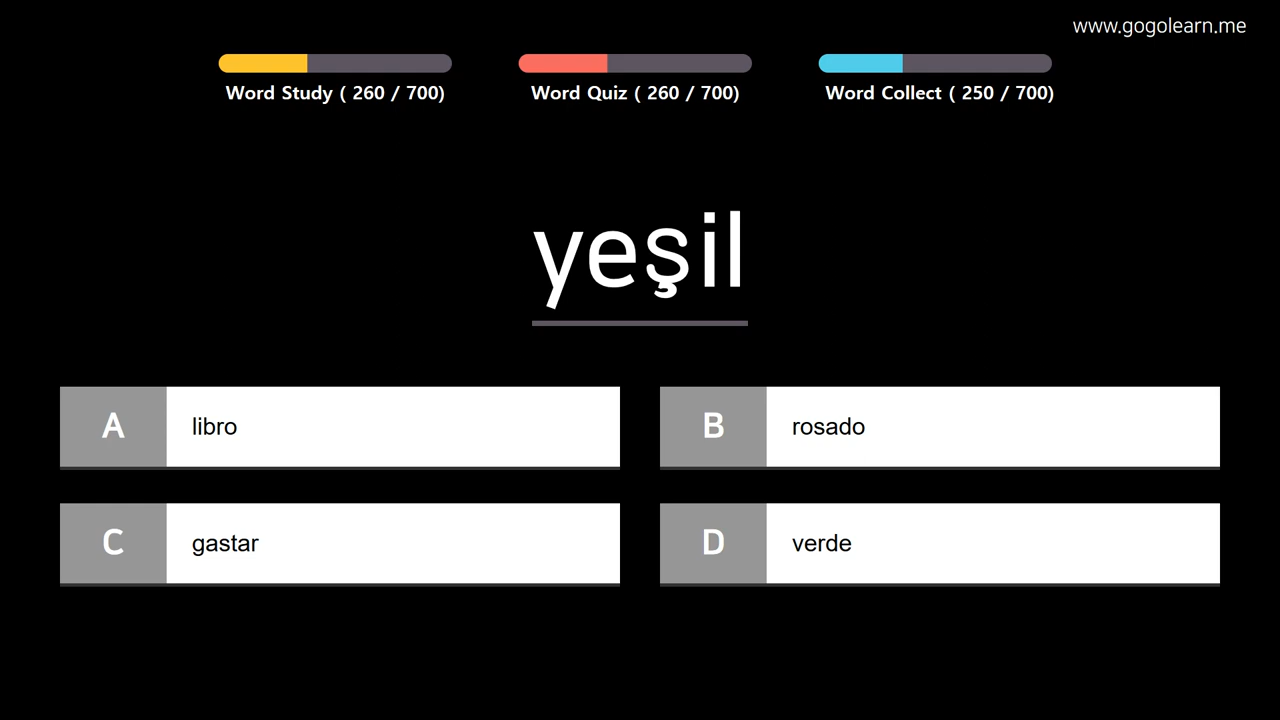 www.gogolearn.me
Word Study ( 260 / 700)
Word Quiz ( 260 / 700)
Word Collect ( 250 / 700)
yeşil
A
libro
B
rosado
C
gastar
D
verde